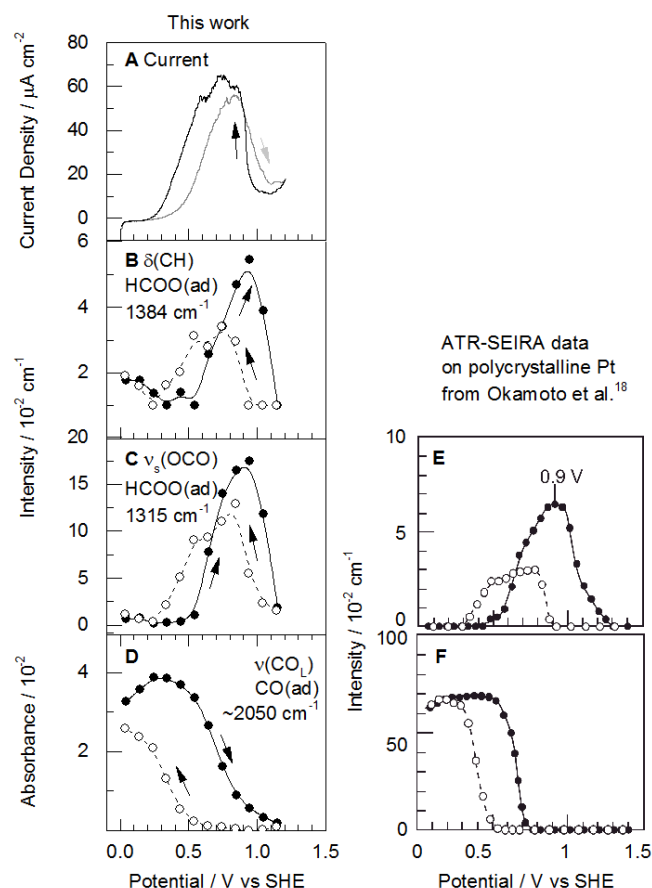 This work
A Current
Current Density / µA cm⁻²
80
60
40
20
0
B δ(CH)
HCOO(ad)
1384 cm⁻¹
6
4
2
20
C νs(OCO)
HCOO(ad)
1315 cm⁻¹
Intensity / 10⁻² cm⁻¹
15
10
5
0
D
ν(COL)
CO(ad)
~2050 cm⁻¹
Absorbance / 10⁻²
4
2
0.0 0.5 1.0 1.5
Potential / V vs SHE
ATR-SEIRA data
on polycrystalline Pt
from Okamoto et al.¹⁸
E
0.9 V
10
5
0
Intensity / 10⁻² cm⁻¹
F
100
50
0
0 0.5 1 1.5
Potential / V vs SHE